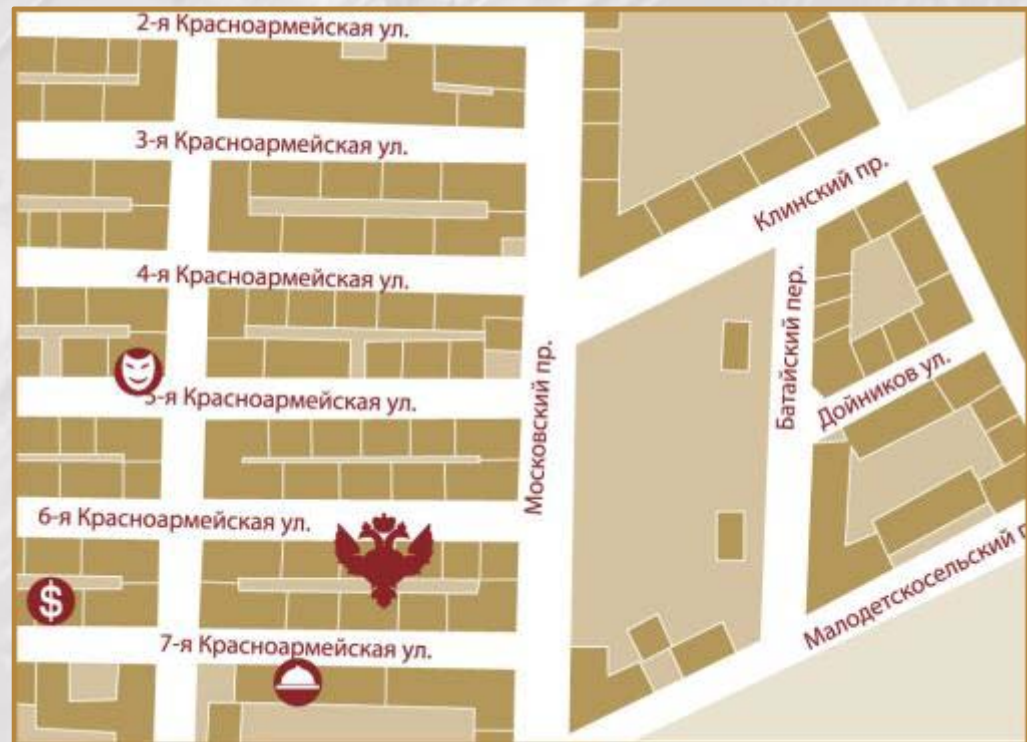 2-я Красноармейская ул.
3-я Красноармейская ул.
Клинский пр.
4-я Красноармейская ул.
Батайский пер.
Московский пр.
Дойников ул.
5-я Красноармейская ул.
6-я Красноармейская ул.
Малодетскосельский п
$
7-я Красноармейская ул.